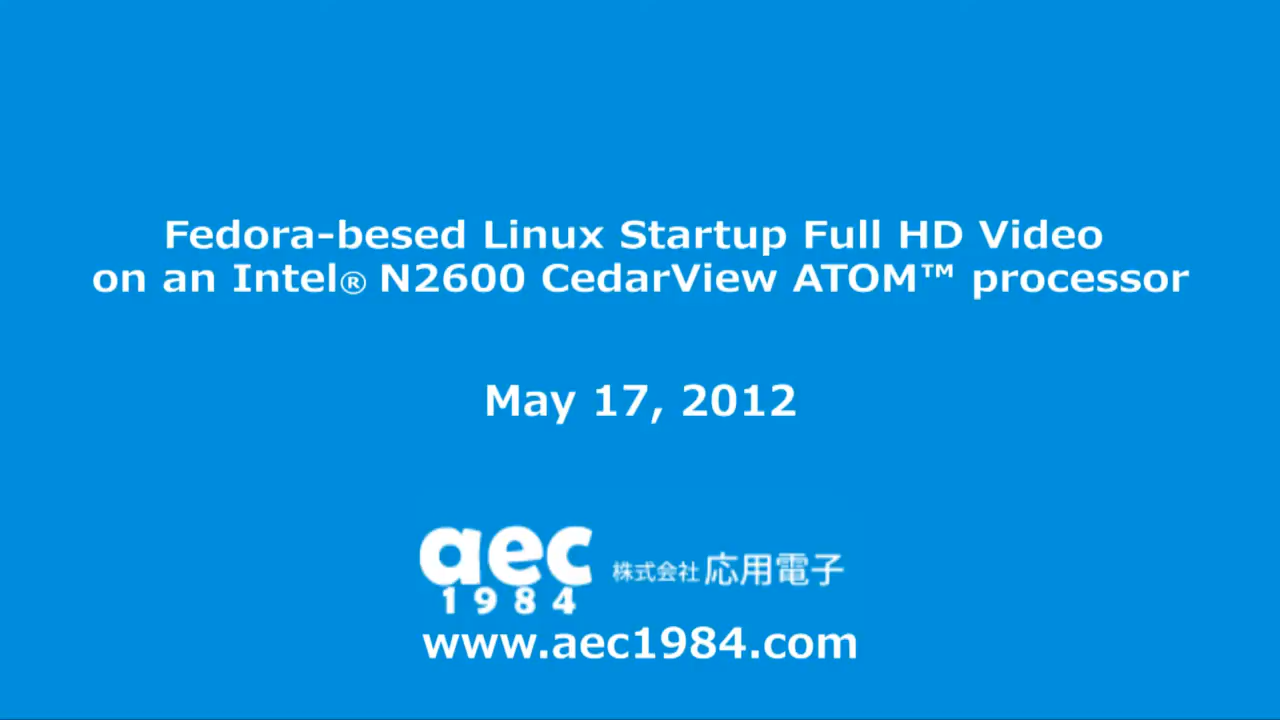 Fedora-besed Linux Startup Full HD Video
on an Intel® N2600 CedarView ATOM™ processor
May 17, 2012
aec 株式会社 応用電子
1984
www.aec1984.com